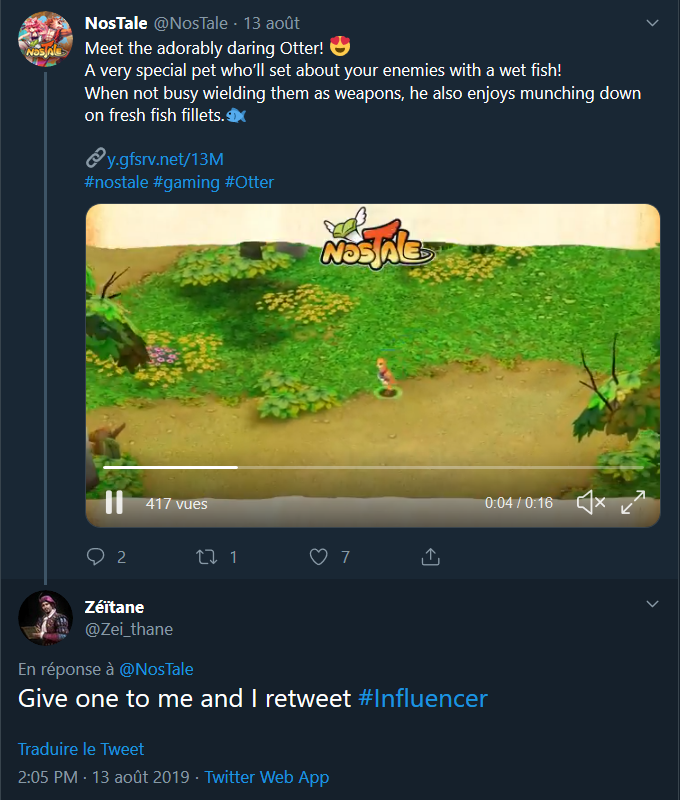 NosTale @NosTale · 13 août
Meet the adorably daring Otter! 😍
A very special pet who'll set about your enemies with a wet fish!
When not busy wielding them as weapons, he also enjoys munching down
on fresh fish fillets.🐟
🔗y.gfsrv.net/13M
#nostale #gaming #Otter
NosTale
417 vues
0:04 / 0:16
2
1
7
Zéïtane
@Zei_thane
En réponse à @NosTale
Give one to me and I retweet #Influencer
Traduire le Tweet
2:05 PM · 13 août 2019 · Twitter Web App